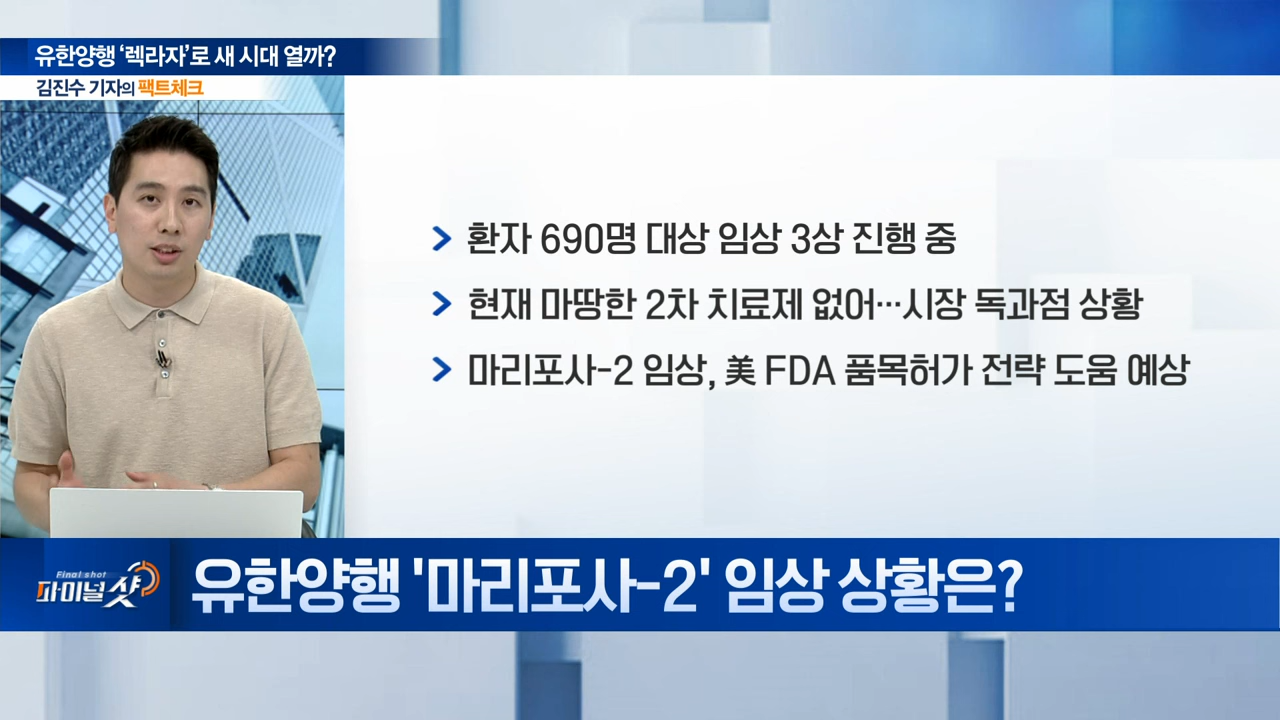 유한양행 '렉라자'로 새 시대 열까?
김진수 기자의 팩트체크
환자 690명 대상 임상 3상 진행 중
현재 마땅한 2차 치료제 없어…시장 독과점 상황
마리포사-2 임상, 美 FDA 품목허가 전략 도움 예상
Final shot
파이널 샷
유한양행 '마리포사-2' 임상 상황은?